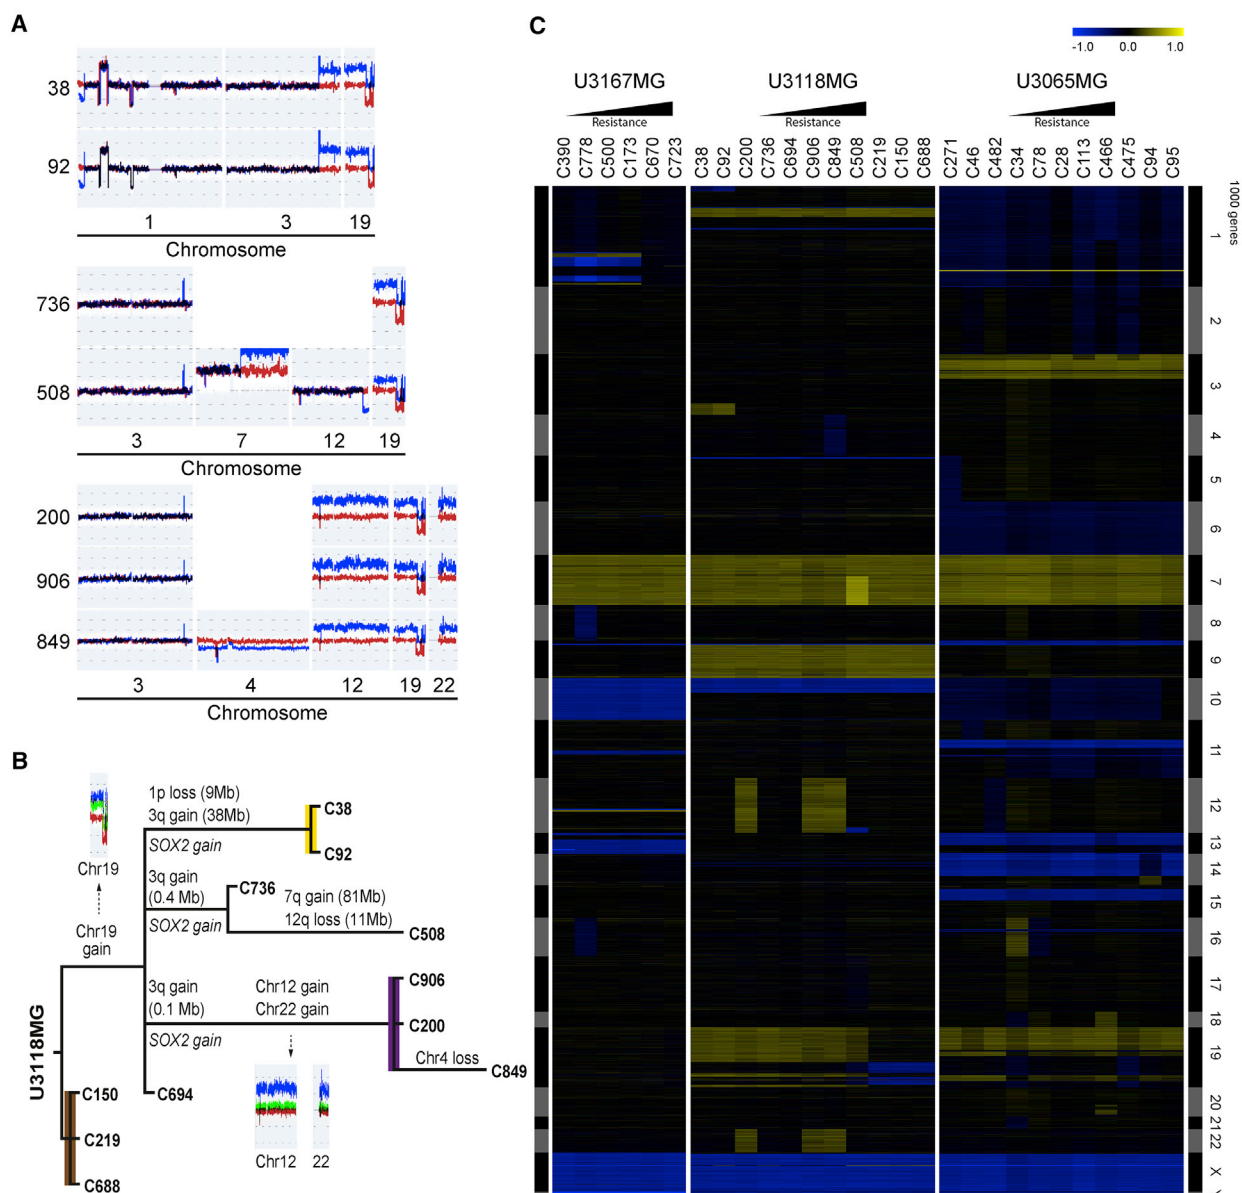 A
38
92
1 3 19
Chromosome
736
508
3 7 12 19
Chromosome
200
906
849
3 4 12 19 22
Chromosome
B
1p loss (9Mb)
3q gain (38Mb)
SOX2 gain
C38
C92
Chr19
Chr19
gain
3q gain
(0.4 Mb)
SOX2 gain
C736
7q gain (81Mb)
12q loss (11Mb)
C508
3q gain
(0.1 Mb)
SOX2 gain
Chr12 gain
Chr22 gain
C906
C200
Chr4 loss
C849
U3118MG
C150
C694
C219
C688
Chr12 22
C
-1.0 0.0 1.0
U3167MG U3118MG U3065MG
Resistance Resistance Resistance
C390 C778 C500 C173 C670 C723 C38 C92 C200 C736 C694 C906 C849 C508 C219 C150 C688 C271 C46 C482 C34 C78 C28 C113 C466 C475 C94 C95
1000 genes
1
2
3
4
5
6
7
8
9
10
11
12
13
14
15
16
17
18
19
20
21
22
X